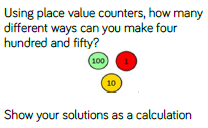 Using place value counters, how many
different ways can you make four
hundred and fifty?
100 1
10
Show your solutions as a calculation